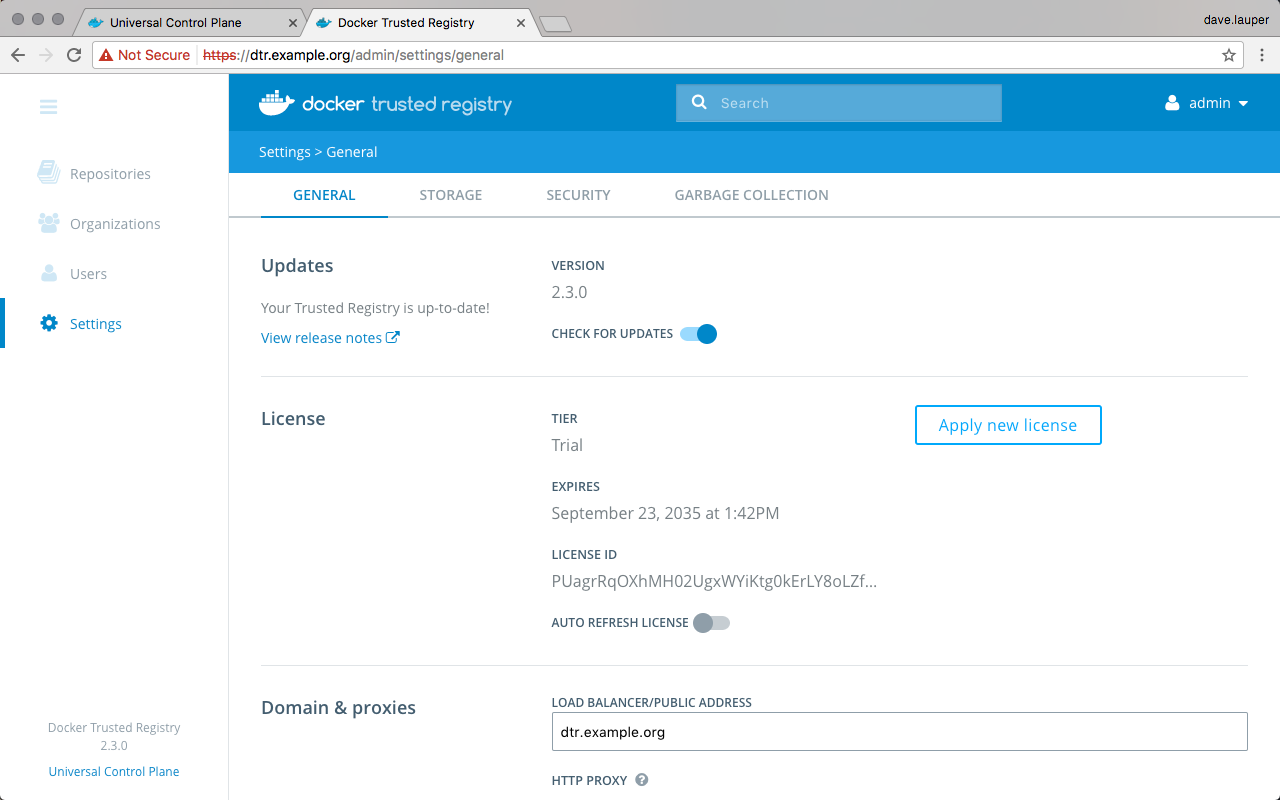 Universal Control Plane
Docker Trusted Registry
dave.lauper
Not Secure https://dtr.example.org/admin/settings/general
docker trusted registry
Search
admin
Settings > General
Repositories
Organizations
Users
Settings
GENERAL STORAGE SECURITY GARBAGE COLLECTION
Updates
Your Trusted Registry is up-to-date!
View release notes
VERSION
2.3.0
CHECK FOR UPDATES
License
TIER
Trial
Apply new license
EXPIRES
September 23, 2035 at 1:42PM
LICENSE ID
PUagrRqOXhMH02UgxWYiKtg0kErLY8oLZf...
AUTO REFRESH LICENSE
Domain & proxies
LOAD BALANCER/PUBLIC ADDRESS
dtr.example.org
HTTP PROXY ?
Docker Trusted Registry
2.3.0
Universal Control Plane